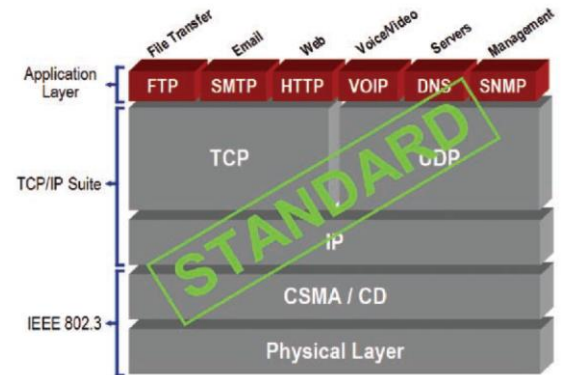 File Transfer
Email
Web
Voice/Video
Servers
Management
Application
Layer
FTP SMTP HTTP VOIP DNS SNMP
TCP/IP Suite
TCP UDP
STANDARD
IP
IEEE 802.3
CSMA / CD
Physical Layer